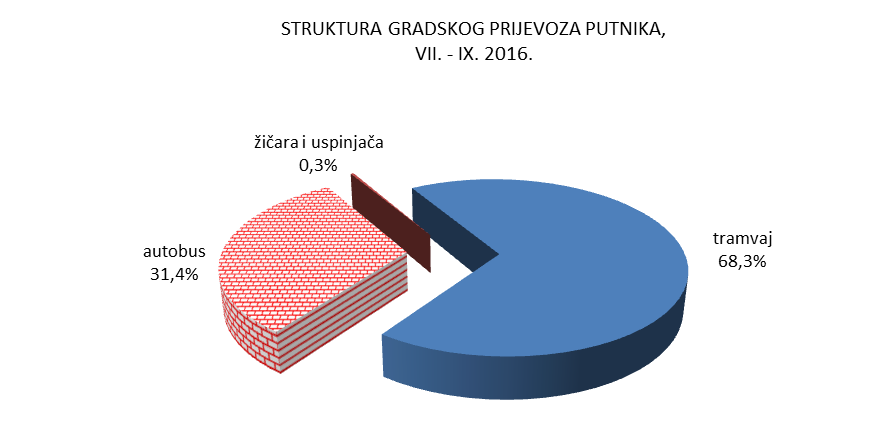 STRUKTURA GRADSKOG PRIJEVOZA PUTNIKA,
VII. - IX. 2016.
žičara i uspinjača
0,3%
autobus
31,4%
tramvaj
68,3%